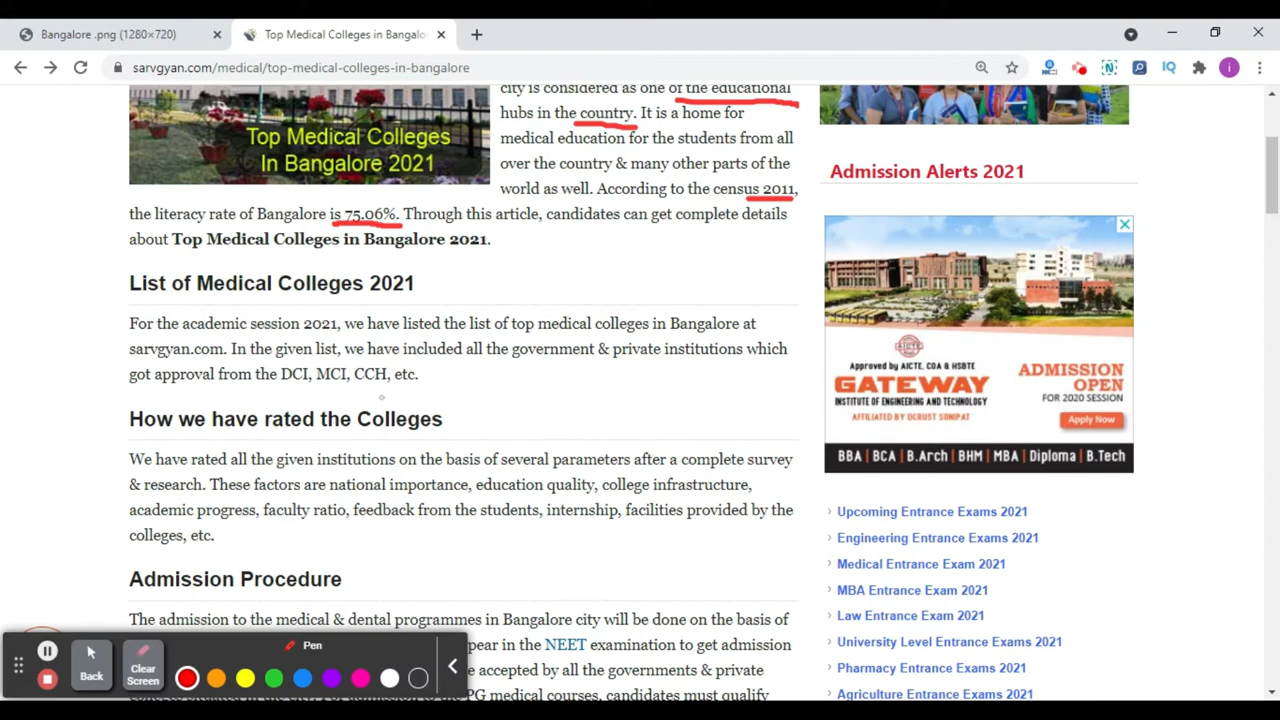 Bangalore .png (1280×720)
Top Medical Colleges in Bangalo
sarvgyan.com/medical/top-medical-colleges-in-bangalore
IQ
i
Top Medical Colleges
In Bangalore 2021
city is considered as one of the educational
hubs in the country. It is a home for
medical education for the students from all
over the country & many other parts of the
world as well. According to the census 2011,
the literacy rate of Bangalore is 75.06%. Through this article, candidates can get complete details
about Top Medical Colleges in Bangalore 2021.
List of Medical Colleges 2021
For the academic session 2021, we have listed the list of top medical colleges in Bangalore at
sarvgyan.com. In the given list, we have included all the government & private institutions which
got approval from the DCI, MCI, CCH, etc.
How we have rated the Colleges
We have rated all the given institutions on the basis of several parameters after a complete survey
& research. These factors are national importance, education quality, college infrastructure,
academic progress, faculty ratio, feedback from the students, internship, facilities provided by the
colleges, etc.
Admission Procedure
The admission to the medical & dental programmes in Bangalore city will be done on the basis of
pear in the NEET examination to get admission
e accepted by all the governments & private
PG medical courses, candidates must qualify
Pen
Back
Clear
Screen
Admission Alerts 2021
Approved by AICTE, COA & HSBTE
GATEWAY
INSTITUTE OF ENGINEERING AND TECHNOLOGY
AFFILIATED BY DCRUST SONIPAT
ADMISSION
OPEN
FOR 2020 SESSION
Apply Now
BBA | BCA | B.Arch | BHM | MBA | Diploma | B.Tech
Upcoming Entrance Exams 2021
Engineering Entrance Exams 2021
Medical Entrance Exam 2021
MBA Entrance Exam 2021
Law Entrance Exam 2021
University Level Entrance Exams 2021
Pharmacy Entrance Exams 2021
Agriculture Entrance Exams 2021